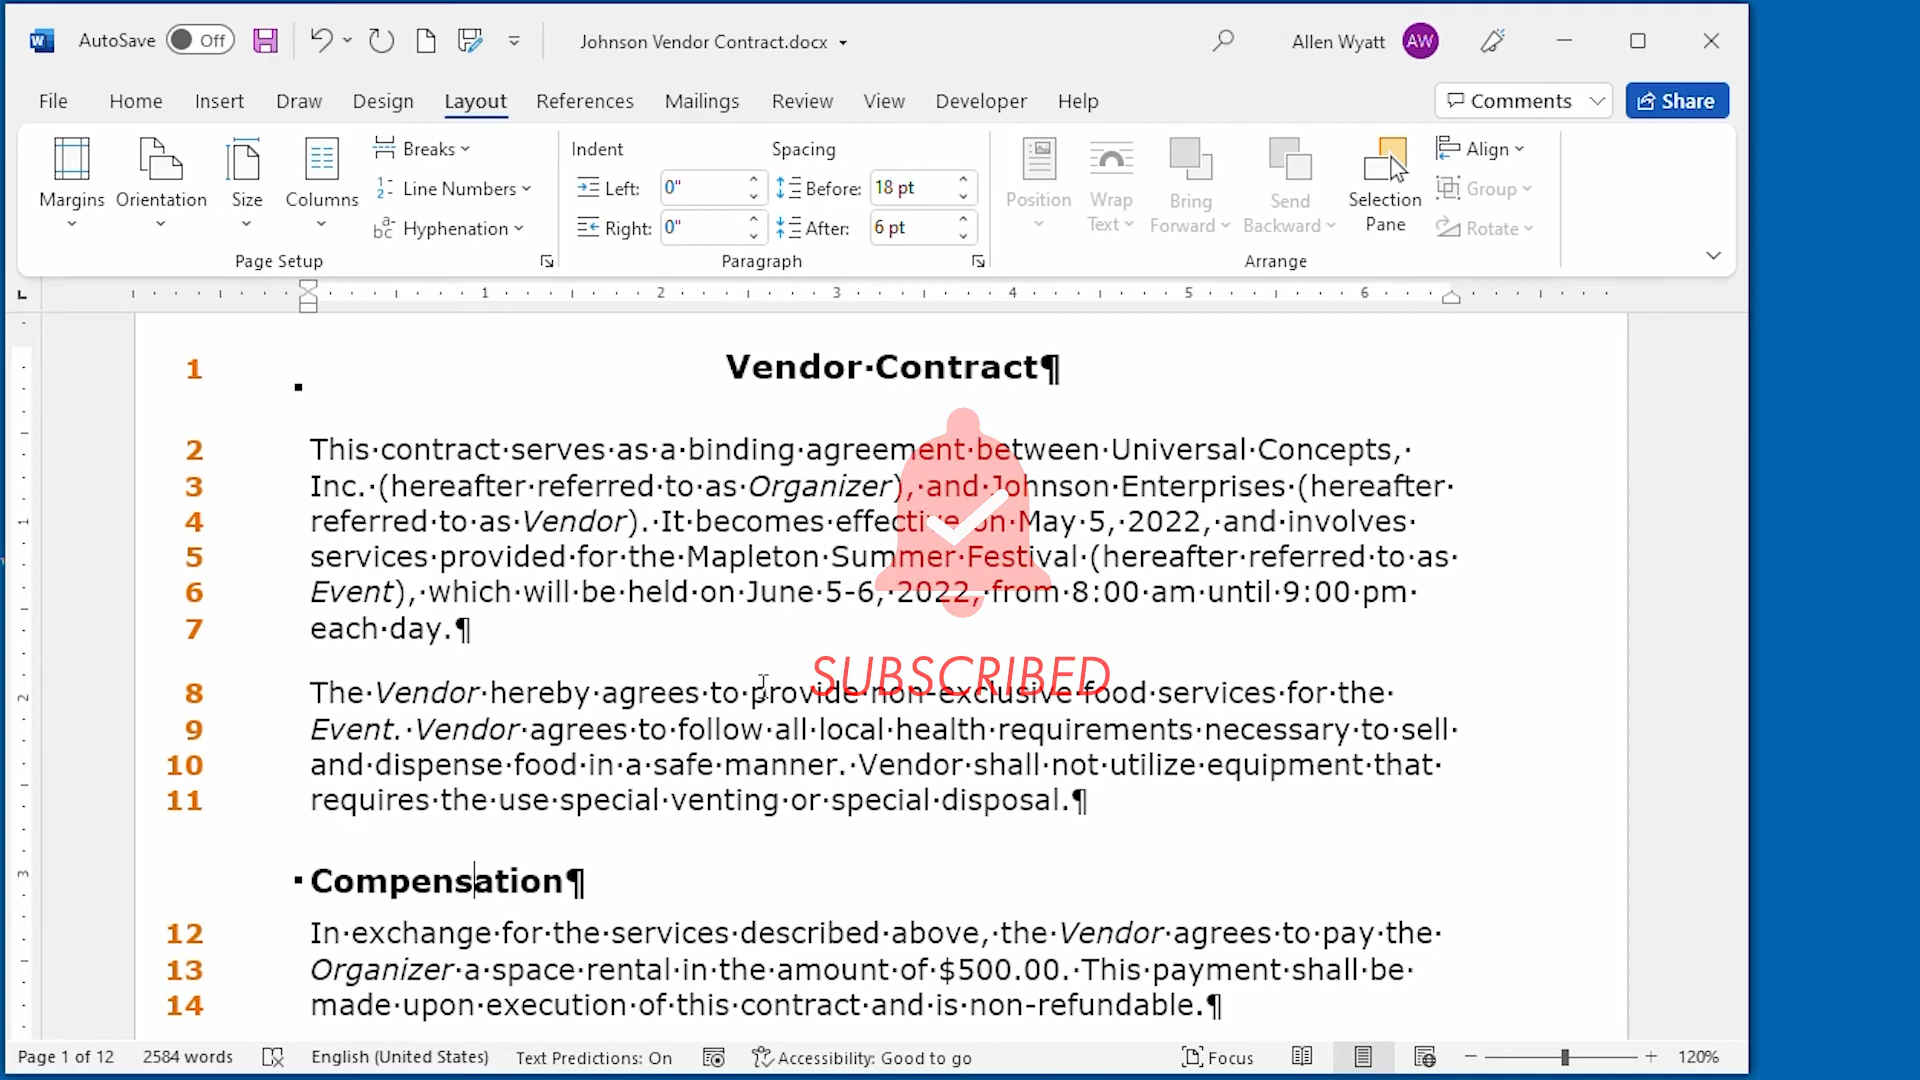 AutoSave Off Johnson Vendor Contract.docx Allen Wyatt AW
File Home Insert Draw Design Layout References Mailings Review View Developer Help Comments Share
Margins Orientation Size Columns Breaks Line Numbers Hyphenation
Page Setup
Indent Spacing
Left: 0" Before: 18 pt
Right: 0" After: 6 pt
Paragraph
Position Wrap Text Bring Forward Send Backward Selection Pane Align Group Rotate
Arrange
1 2 3 4 5 6
1 Vendor·Contract¶
2 This·contract·serves·as·a·binding·agreement·between·Universal·Concepts,·
3 Inc.·(hereafter·referred·to·as·Organizer),·and·Johnson·Enterprises·(hereafter·
4 referred·to·as·Vendor).·It·becomes·effective·on·May·5,·2022,·and·involves·
5 services·provided·for·the·Mapleton·Summer·Festival·(hereafter·referred·to·as·
6 Event),·which·will·be·held·on·June·5-6,·2022,·from·8:00·am·until·9:00·pm·
7 each·day.¶
SUBSCRIBED
8 The·Vendor·hereby·agrees·to·provide·non-exclusive·food·services·for·the·
9 Event.·Vendor·agrees·to·follow·all·local·health·requirements·necessary·to·sell·
10 and·dispense·food·in·a·safe·manner.·Vendor·shall·not·utilize·equipment·that·
11 requires·the·use·special·venting·or·special·disposal.¶
Compensation¶
12 In·exchange·for·the·services·described·above,·the·Vendor·agrees·to·pay·the·
13 Organizer·a·space·rental·in·the·amount·of·$500.00.·This·payment·shall·be·
14 made·upon·execution·of·this·contract·and·is·non-refundable.¶
1
2
3
Page 1 of 12 2584 words English (United States) Text Predictions: On Accessibility: Good to go Focus 120%